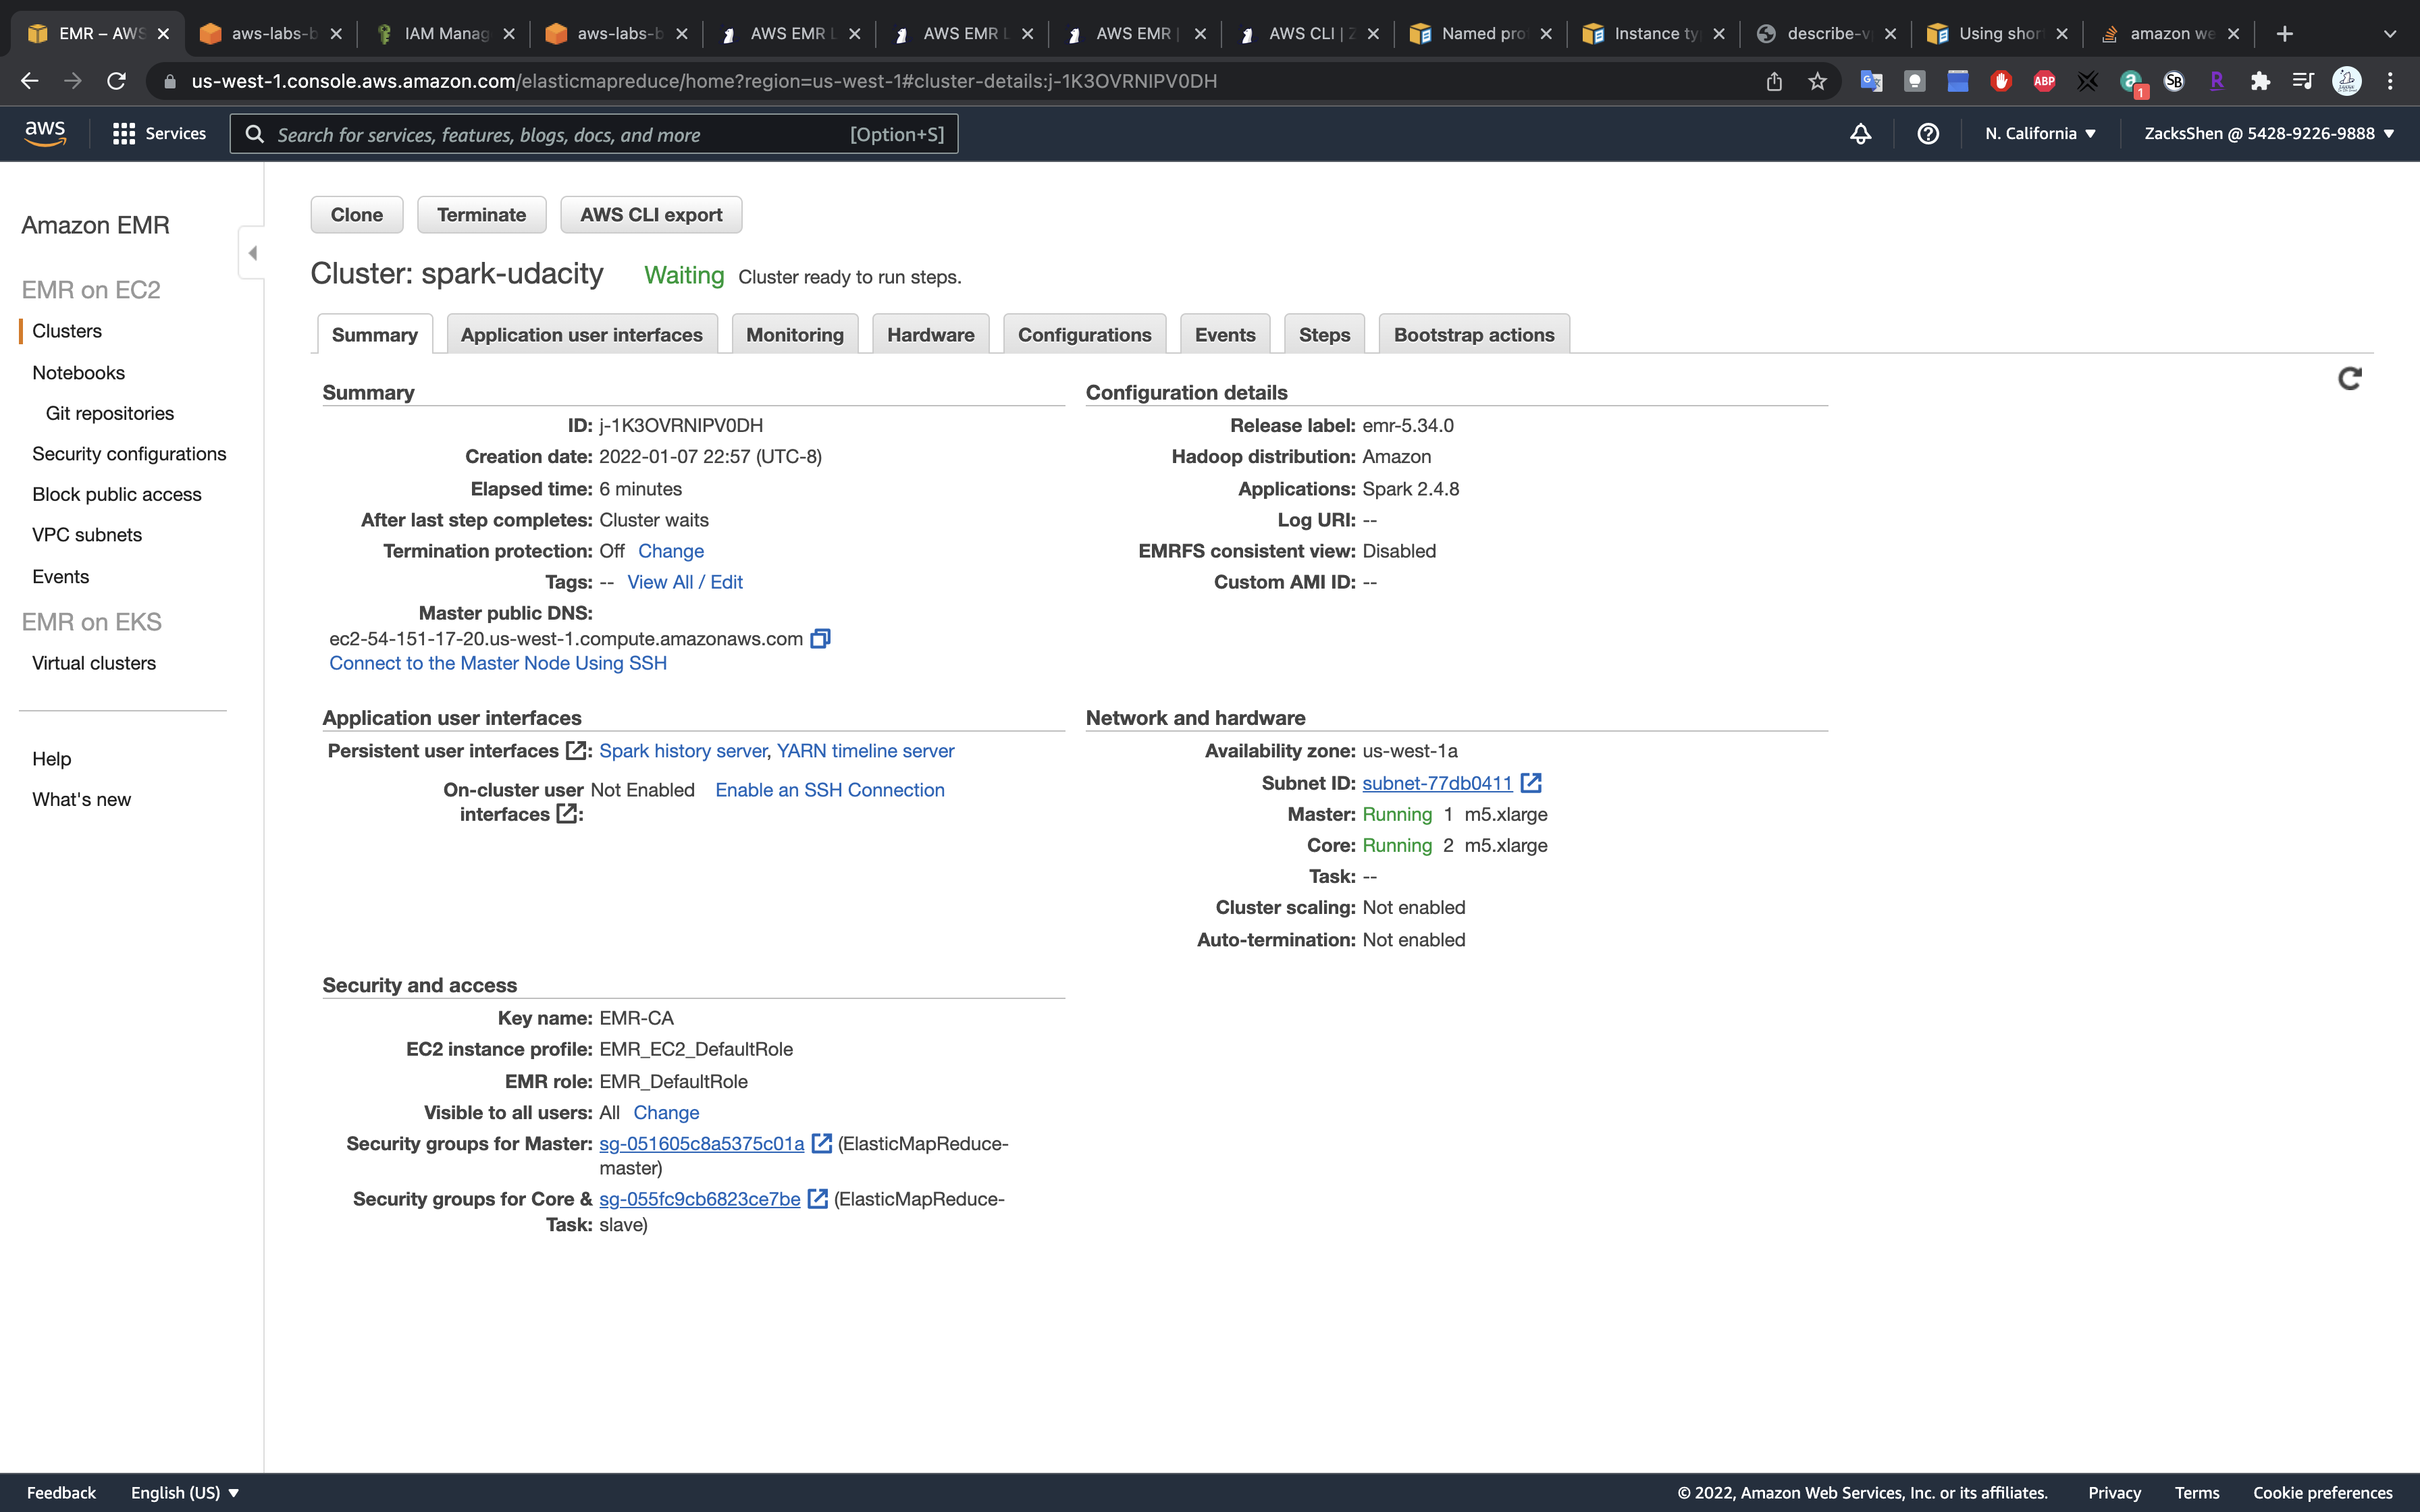 EMR – AWS
aws-labs-b
IAM Manag
aws-labs-b
AWS EMR L
AWS EMR L
AWS EMR |
AWS CLI | Z
Named pro
Instance ty
describe-v
Using shor
amazon we
us-west-1.console.aws.amazon.com/elasticmapreduce/home?region=us-west-1#cluster-details:j-1K3OVRNIPV0DH
ABP
1
SB
R
aws
Services
Search for services, features, blogs, docs, and more
[Option+S]
N. California
ZacksShen @ 5428-9226-9888
Amazon EMR
EMR on EC2
Clusters
Notebooks
Git repositories
Security configurations
Block public access
VPC subnets
Events
EMR on EKS
Virtual clusters
Help
What's new
Clone
Terminate
AWS CLI export
Cluster: spark-udacity Waiting Cluster ready to run steps.
Summary
Application user interfaces
Monitoring
Hardware
Configurations
Events
Steps
Bootstrap actions
Summary
ID: j-1K3OVRNIPV0DH
Creation date: 2022-01-07 22:57 (UTC-8)
Elapsed time: 6 minutes
After last step completes: Cluster waits
Termination protection: Off Change
Tags: -- View All / Edit
Master public DNS:
ec2-54-151-17-20.us-west-1.compute.amazonaws.com
Connect to the Master Node Using SSH
Configuration details
Release label: emr-5.34.0
Hadoop distribution: Amazon
Applications: Spark 2.4.8
Log URI: --
EMRFS consistent view: Disabled
Custom AMI ID: --
Application user interfaces
Persistent user interfaces : Spark history server, YARN timeline server
On-cluster user Not Enabled Enable an SSH Connection
interfaces :
Network and hardware
Availability zone: us-west-1a
Subnet ID: subnet-77db0411
Master: Running 1 m5.xlarge
Core: Running 2 m5.xlarge
Task: --
Cluster scaling: Not enabled
Auto-termination: Not enabled
Security and access
Key name: EMR-CA
EC2 instance profile: EMR_EC2_DefaultRole
EMR role: EMR_DefaultRole
Visible to all users: All Change
Security groups for Master: sg-051605c8a5375c01a (ElasticMapReduce-
master)
Security groups for Core & sg-055fc9cb6823ce7be (ElasticMapReduce-
Task: slave)
Feedback
English (US)
© 2022, Amazon Web Services, Inc. or its affiliates.
Privacy
Terms
Cookie preferences